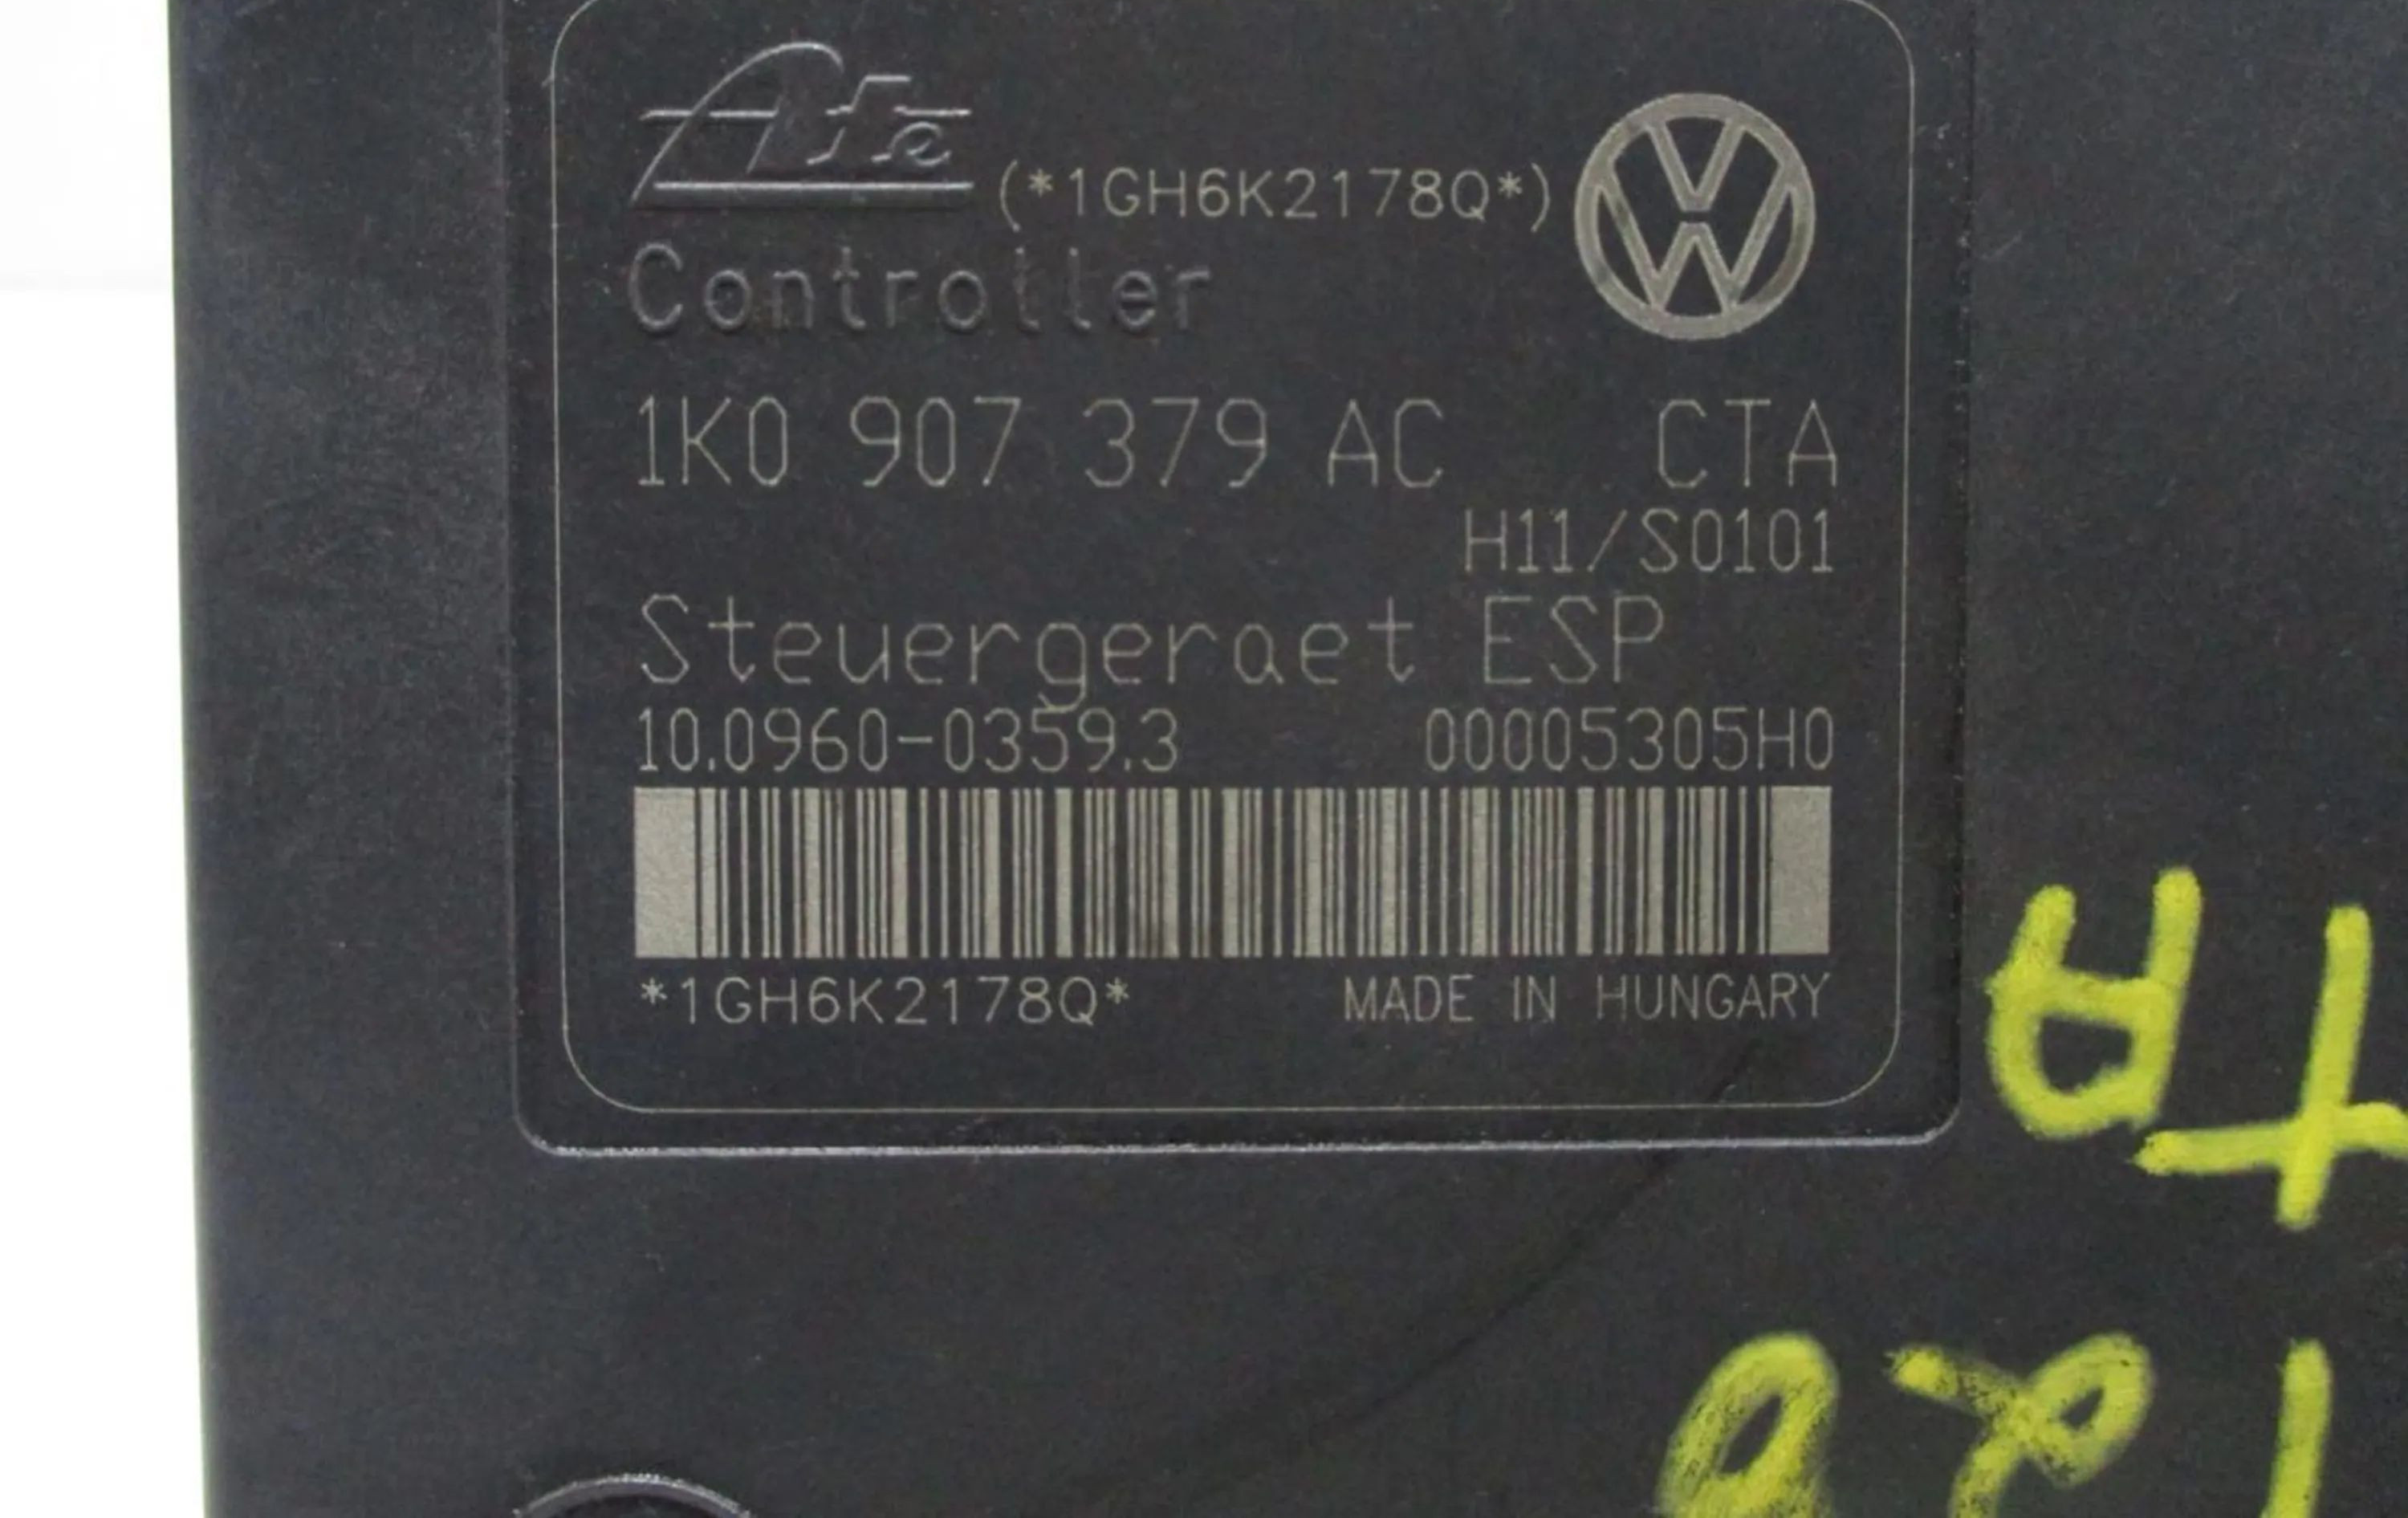 Ate (*1GH6K2178Q*)
Controller
1K0 907 379 AC CTA
H11/S0101
Steuergeraet ESP
10.0960-0359.3 00005305H0
*1GH6K2178Q* MADE IN HUNGARY